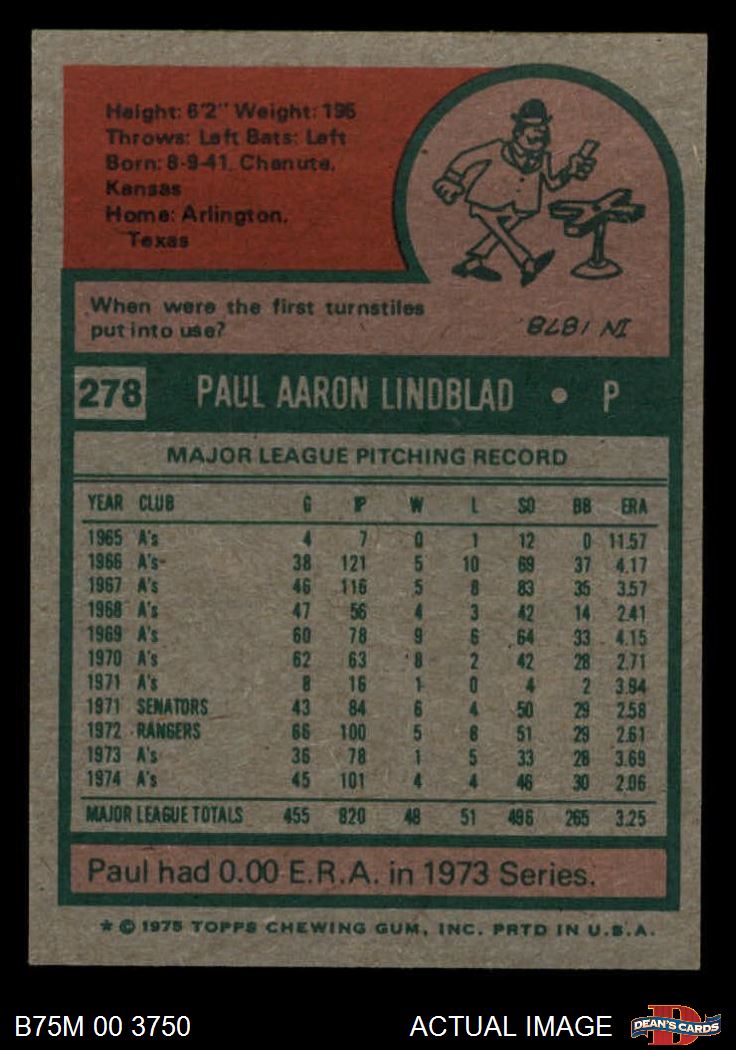 Height: 6'2" Weight: 195
Throws: Left Bats: Left
Born: 8-9-41, Chanute,
Kansas
Home: Arlington,
Texas
When were the first turnstiles
put into use?
IN 1878
278 PAUL AARON LINDBLAD • P
MAJOR LEAGUE PITCHING RECORD
YEAR CLUB G IP W L SO BB ERA
1965 A's 4 7 0 1 12 0 11.57
1966 A's 38 121 5 10 69 37 4.17
1967 A's 46 116 5 8 83 35 3.57
1968 A's 47 56 4 3 42 14 2.41
1969 A's 60 78 9 6 64 33 4.15
1970 A's 62 63 8 2 42 28 2.71
1971 A's 8 16 1 0 4 2 3.94
1971 SENATORS 43 84 6 4 50 29 2.58
1972 RANGERS 66 100 5 8 51 29 2.61
1973 A's 36 78 1 5 33 28 3.69
1974 A's 45 101 4 4 46 30 2.06
MAJOR LEAGUE TOTALS 455 820 48 51 496 265 3.25
Paul had 0.00 E.R.A. in 1973 Series.
* © 1975 TOPPS CHEWING GUM, INC. PRTD IN U.S.A.
B75M 00 3750 ACTUAL IMAGE D DEAN'S CARDS